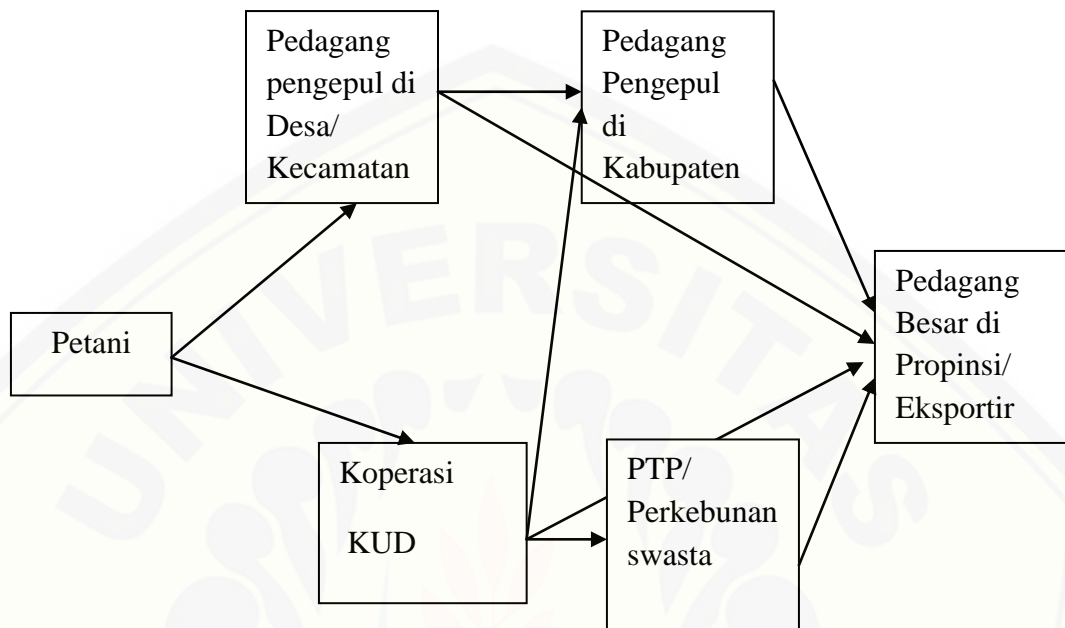 Pedagang
pengepul di
Desa/
Kecamatan
Pedagang
Pengepul
di
Kabupaten
Pedagang
Besar di
Propinsi/
Eksportir
Petani
Koperasi
KUD
PTP/
Perkebunan
swasta
UNIVERSITAS